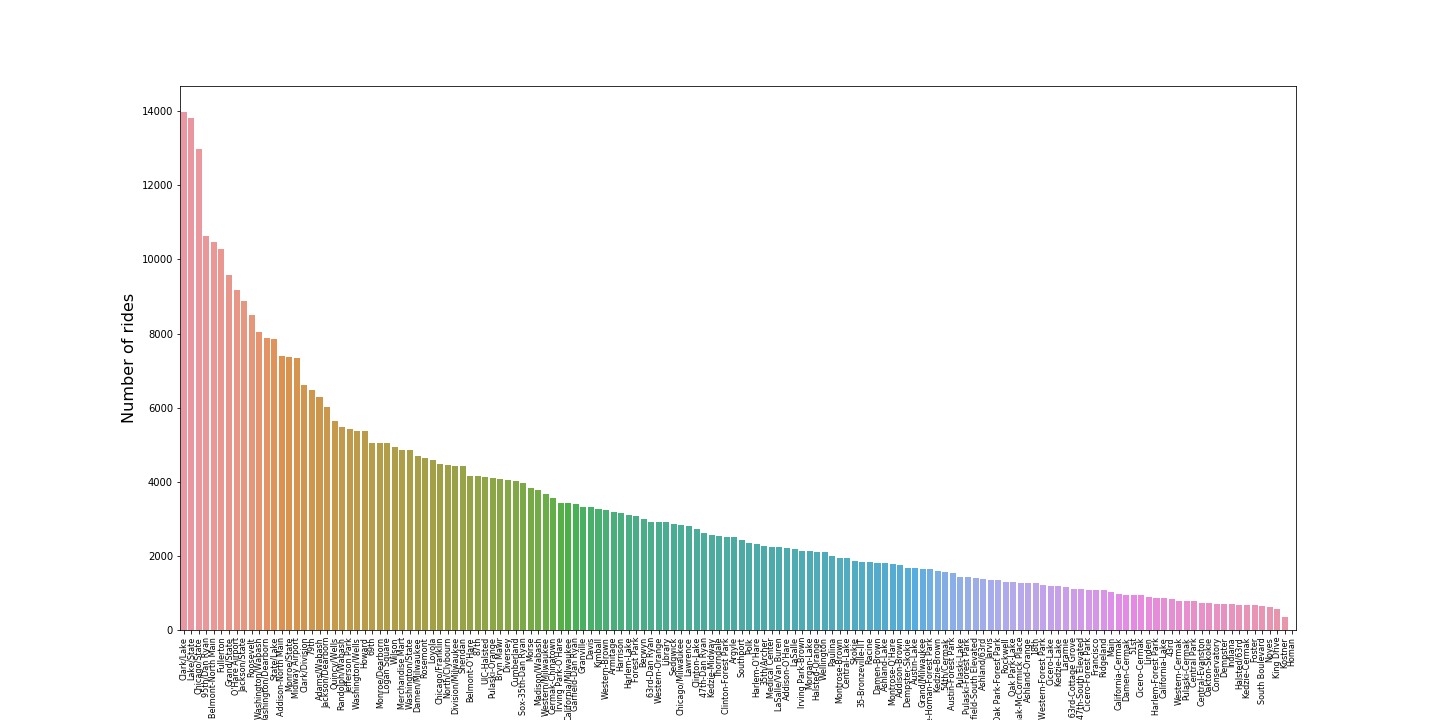 14000
12000
10000
8000
6000
4000
2000
0
Number of rides
Clark/Lake
Lake/State
Chicago/State
95th/Dan Ryan
Belmont-North Main
Fullerton
Grand/State
O'Hare Airport
Jackson/State
Roosevelt
Washington/Wabash
State/Lake
Addison-North Main
Monroe/State
Midway Airport
Clark/Division
79th
Adams/Wabash
Jackson/Dearborn
Quincy/Wells
Jefferson Park
Washington/Wells
Howard
69th
Monroe/Dearborn
Logan Square
Wilson
Merchandise Mart
Washington/State
Damen/Milwaukee
Rosemont
Loyola
Chicago/Franklin
North/Clybourn
Division/Milwaukee
Sheridan
Belmont-O'Hare
87th
UIC-Halsted
Pulaski-Orange
Bryn Mawr
Diversey
Cumberland
Sox-35th-Dan Ryan
Morse
Madison/Wabash
Western/Milwaukee
Cermak-Chinatown
Irving Park-O'Hare
Granville
Davis
Kimball
Western-Brown
Armitage
Harrison
Harlem-Lake
Forest Park
Berwyn
63rd-Dan Ryan
Western-Orange
Library
Sedgwick
Chicago/Milwaukee
Lawrence
Clinton-Lake
47th-Dan Ryan
Kedzie-Midway
Thorndale
Clinton-Forest Park
Argyle
Southport
Polk
Harlem-O'Hare
35th/Archer
Medical Center
LaSalle/Van Buren
Addison-O'Hare
LaSalle
Irving Park-Brown
Morgan-Lake
Halsted-Orange
Wellington
Paulina
Montrose-Brown
Central-Lake
Skokie
35-Bronzeville-IIT
Racine
Damen-Brown
Ashland-Lake
Montrose-O'Hare
Addison-Brown
Dempster-Skokie
Austin-Lake
Grand/Milwaukee
Kedzie-Brown
54th/Cermak
Austin-Forest Park
Pulaski-Lake
Pulaski-Forest Park
Ashland/63rd
Jarvis
Oak Park-Forest Park
Rockwell
Oak Park-Lake
Ashland-Orange
18th
Western-Forest Park
Cicero-Lake
Kedzie-Lake
Laramie
63rd-Cottage Grove
47th-South Elevated
Cicero-Forest Park
Francisco
Ridgeland
Main
California-Cermak
Damen-Cermak
51st
Cicero-Cermak
Harlem-Forest Park
California-Lake
43rd
Western-Cermak
Pulaski-Cermak
Central Park
Central-Evanston
Oakton-Skokie
Conservatory
Dempster
Indiana
Halsted/63rd
Kedzie-Cermak
Foster
South Boulevard
Noyes
King Drive
Kostner
Homan